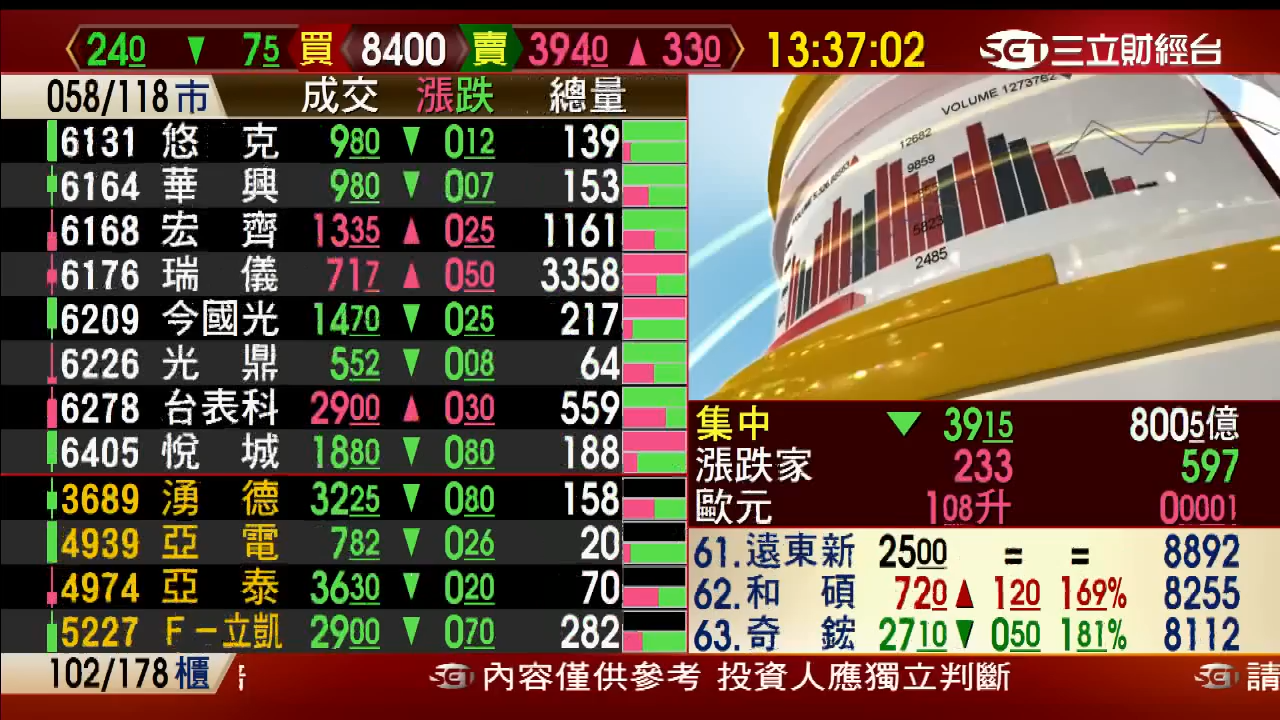 240 ▼ 75 買 8400 賣 3940 ▲ 330 13:37:02 SET三立財經台
058/118市 成交 漲跌 總量
6131 悠克 980 ▼ 012 139
6164 華興 980 ▼ 007 153
6168 宏齊 1335 ▲ 025 1161
6176 瑞儀 717 ▲ 050 3358
6209 今國光 1470 ▼ 025 217
6226 光鼎 552 ▼ 008 64
6278 台表科 2900 ▲ 030 559
6405 悅城 1880 ▼ 080 188
3689 湧德 3225 ▼ 080 158
4939 亞電 782 ▼ 026 20
4974 亞泰 3630 ▼ 020 70
5227 F－立凱 2900 ▼ 070 282
102/178櫃
VOLUME 1273762
12682
9859
5823
2485
集中 ▼ 3915 8005億
漲跌家 233 597
歐元 108升 00001
61.遠東新 2500 = = 8892
62.和碩 720 ▲ 120 169% 8255
63.奇鋐 2710 ▼ 050 181% 8112
SET 內容僅供參考 投資人應獨立判斷 SET 請